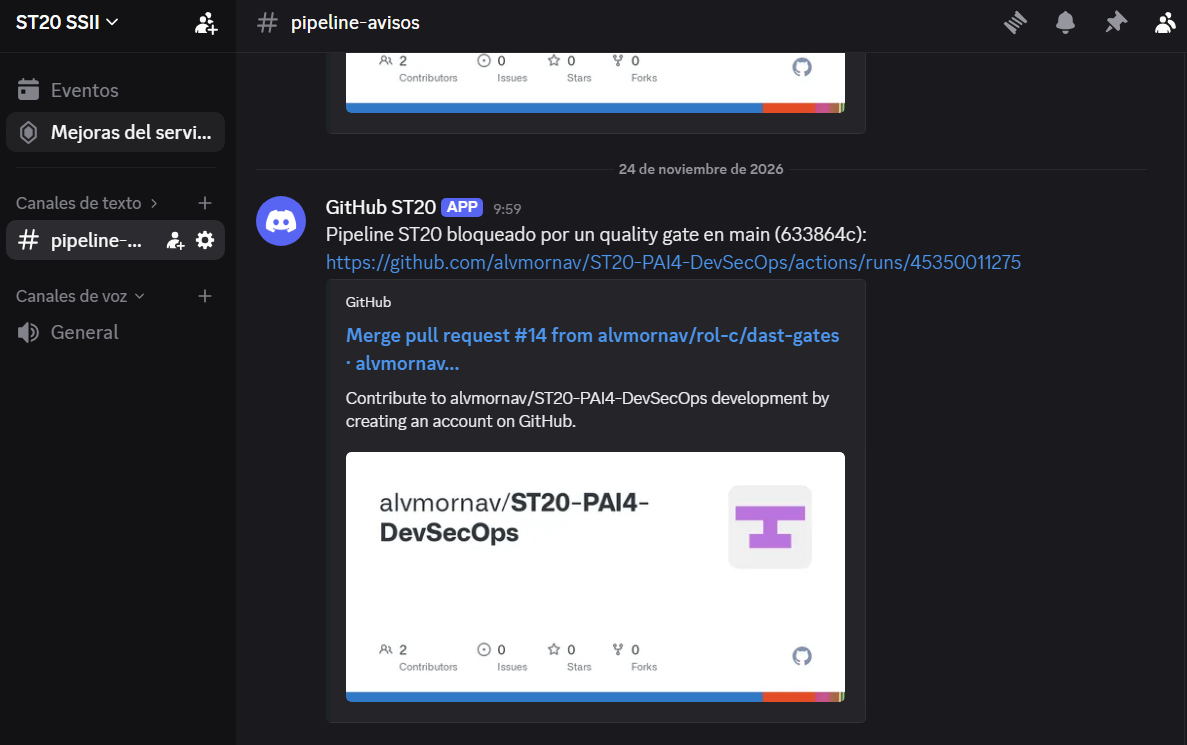 ST20 SSII
Eventos
Mejoras del servi...
Canales de texto
pipeline-...
Canales de voz
General
# pipeline-avisos
2 0 0 0
Contributors Issues Stars Forks
24 de noviembre de 2026
GitHub ST20 APP 9:59
Pipeline ST20 bloqueado por un quality gate en main (633864c):
https://github.com/alvmornav/ST20-PAI4-DevSecOps/actions/runs/45350011275
GitHub
Merge pull request #14 from alvmornav/rol-c/dast-gates
· alvmornav...
Contribute to alvmornav/ST20-PAI4-DevSecOps development by
creating an account on GitHub.
alvmornav/ST20-PAI4-
DevSecOps
2 0 0 0
Contributors Issues Stars Forks